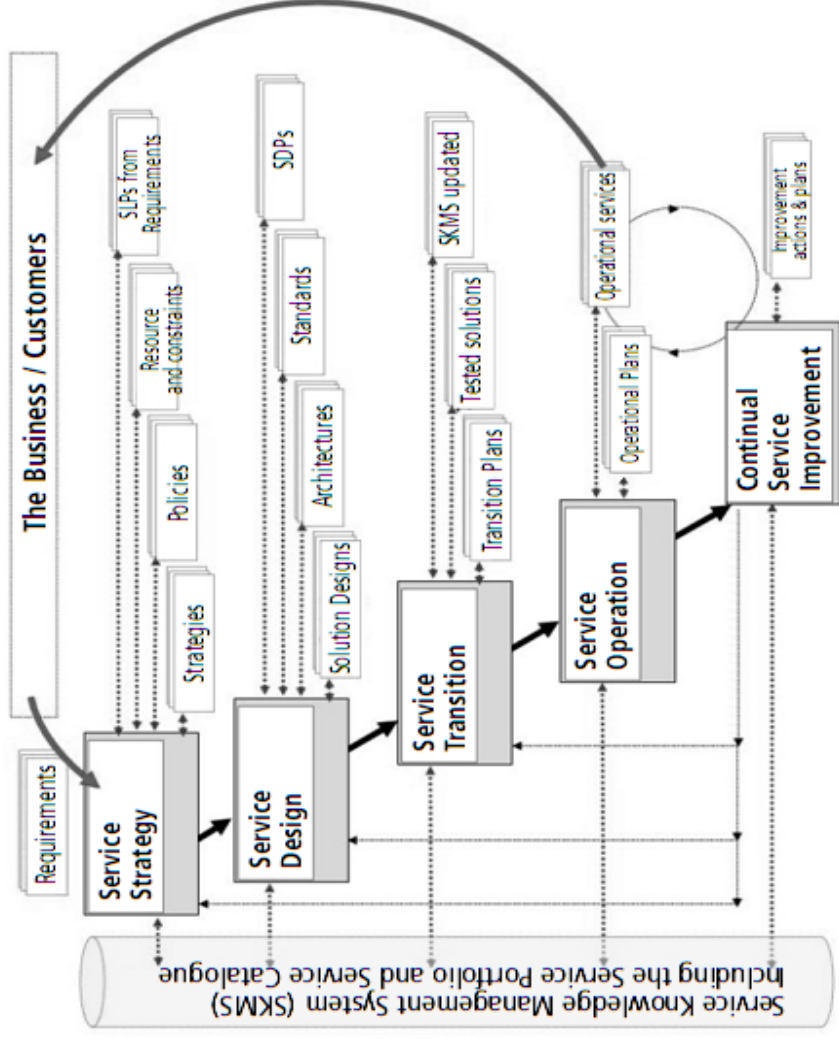 The Business / Customers
Requirements
Service
Strategy
Strategies
Policies
Resource
and constraints
SLPs from
Requirements
Service
Design
Solution Designs
Architectures
Standards
SDPs
Service
Transition
Transition Plans
Tested solutions
SKMS updated
Service
Operation
Operational Plans
Operational services
Continual
Service
Improvement
Improvement
actions & plans
Service Knowledge Management System (SKMS)
Including the Service Portfolio and Service Catalogue